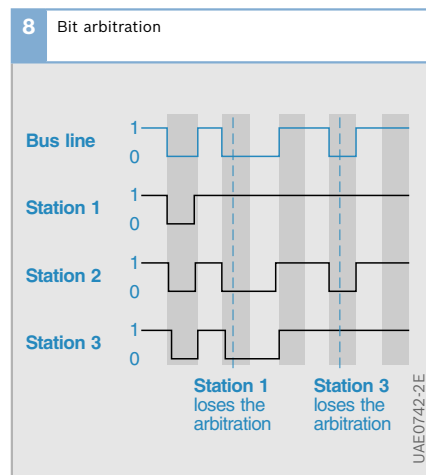 8 Bit arbitration
Bus line
1
0
Station 1
1
0
Station 2
1
0
Station 3
1
0
Station 1
loses the
arbitration
Station 3
loses the
arbitration
UAE0742-2E